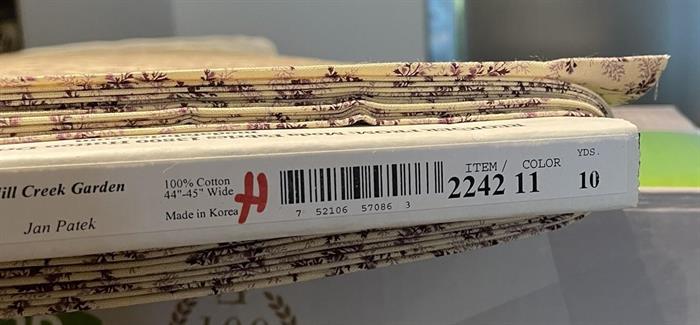 ill Creek Garden
Jan Patek
100% Cotton
44"-45" Wide
Made in Korea
H
7 52106 57086 3
ITEM/ COLOR YDS.
2242 11 10